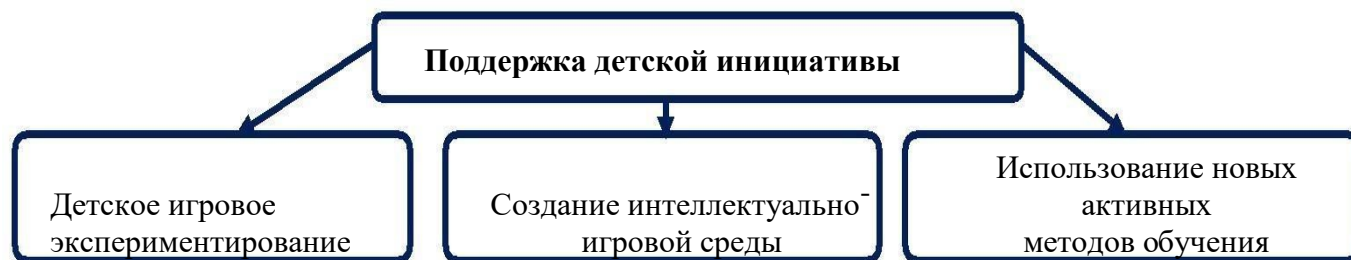 Поддержка детской инициативы
Детское игровое
экспериментирование
Создание интеллектуально-
игровой среды
Использование новых
активных
методов обучения